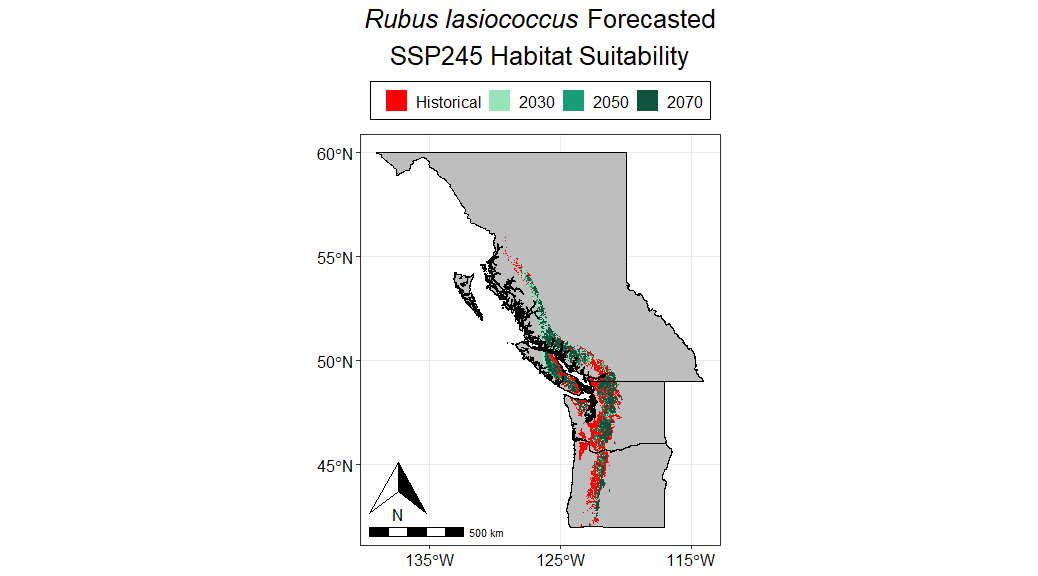 Rubus lasiococcus Forecasted
SSP245 Habitat Suitability
Historical 2030 2050 2070
60°N
55°N
50°N
45°N
N
500 km
135°W 125°W 115°W